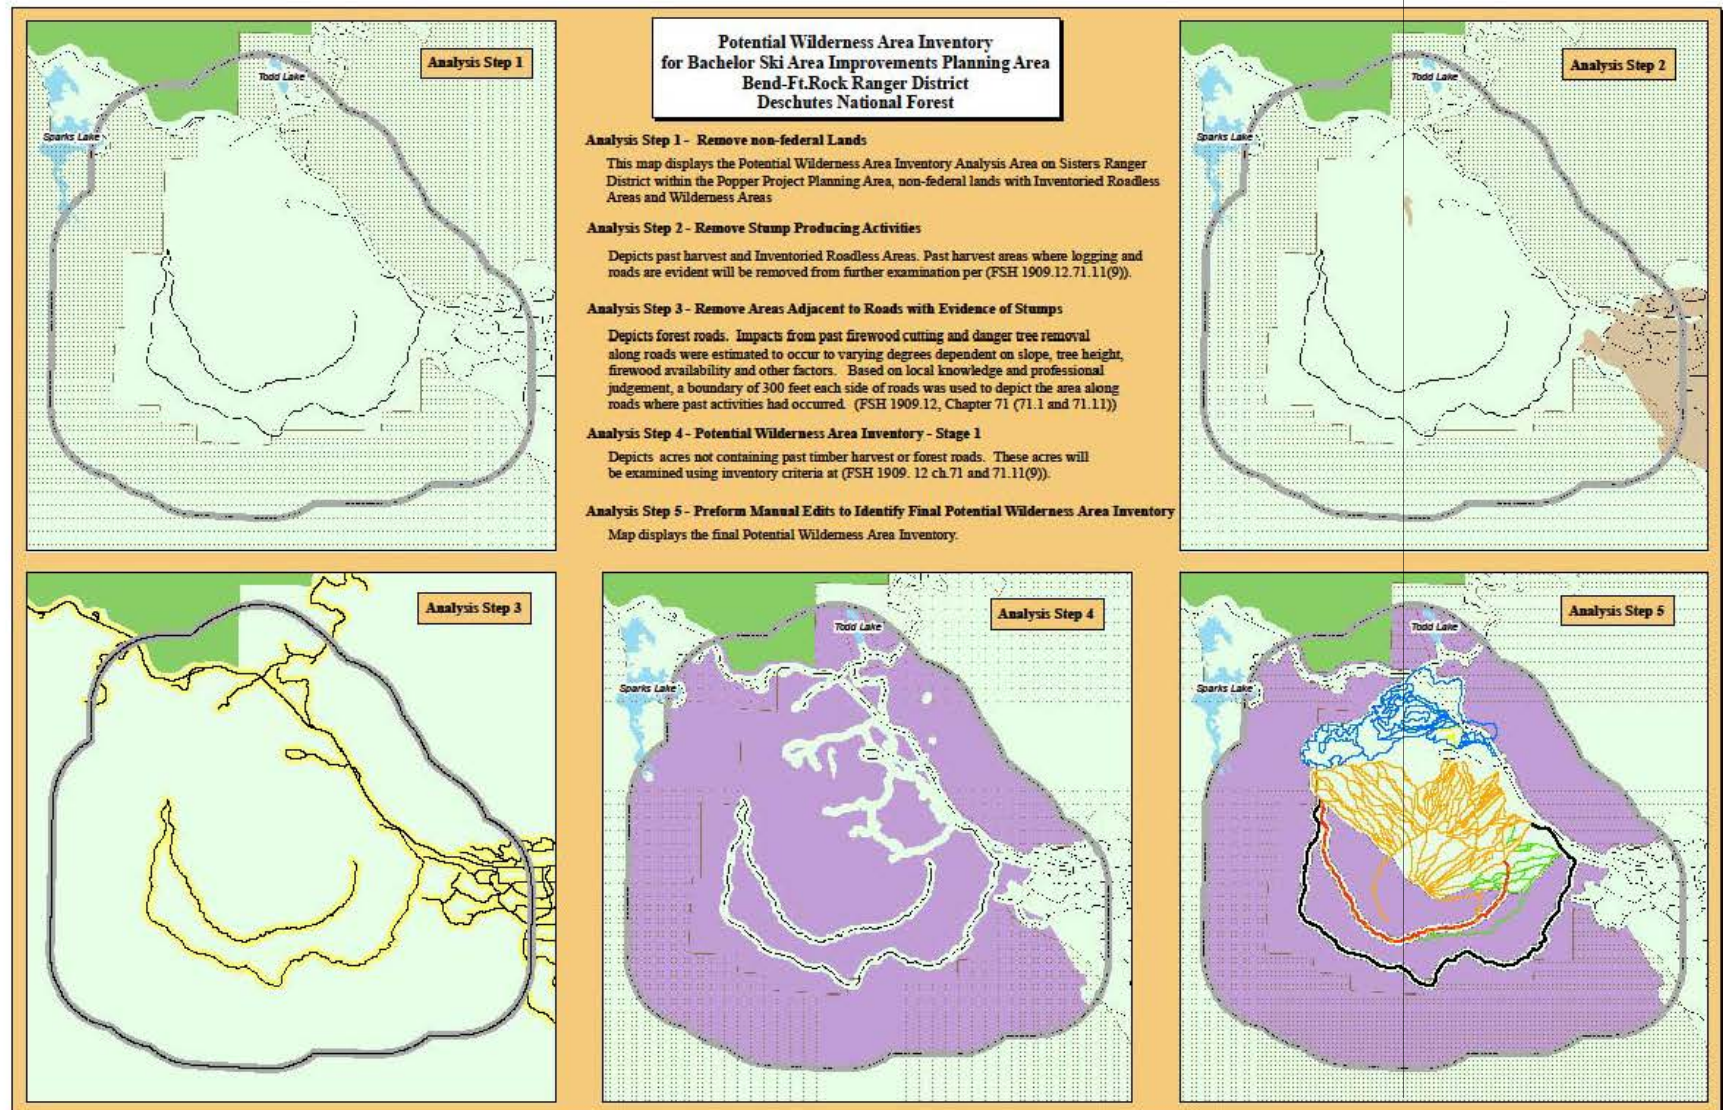 Analysis Step 1
Todd Lake
Sparks Lake
Potential Wilderness Area Inventory
for Bachelor Ski Area Improvements Planning Area
Bend-Ft.Rock Ranger District
Deschutes National Forest
Analysis Step 1 - Remove non-federal Lands
This map displays the Potential Wilderness Area Inventory Analysis Area on Sisters Ranger
District within the Popper Project Planning Area, non-federal lands with Inventoried Roadless
Areas and Wilderness Areas
Analysis Step 2 - Remove Stump Producing Activities
Depicts past harvest and Inventoried Roadless Areas. Past harvest areas where logging and
roads are evident will be removed from further examination per (FSH 1909.12.71.11(9)).
Analysis Step 3 - Remove Areas Adjacent to Roads with Evidence of Stumps
Depicts forest roads. Impacts from past firewood cutting and danger tree removal
along roads were estimated to occur to varying degrees dependent on slope, tree height,
firewood availability and other factors. Based on local knowledge and professional
judgement, a boundary of 300 feet each side of roads was used to depict the area along
roads where past activities had occurred. (FSH 1909.12, Chapter 71 (71.1 and 71.11))
Analysis Step 4 - Potential Wilderness Area Inventory - Stage 1
Depicts acres not containing past timber harvest or forest roads. These acres will
be examined using inventory criteria at (FSH 1909. 12 ch.71 and 71.11(9)).
Analysis Step 5 - Preform Manual Edits to Identify Final Potential Wilderness Area Inventory
Map displays the final Potential Wilderness Area Inventory.
Analysis Step 2
Todd Lake
Sparks Lake
Analysis Step 3
Analysis Step 4
Todd Lake
Sparks Lake
Analysis Step 5
Todd Lake
Sparks Lake